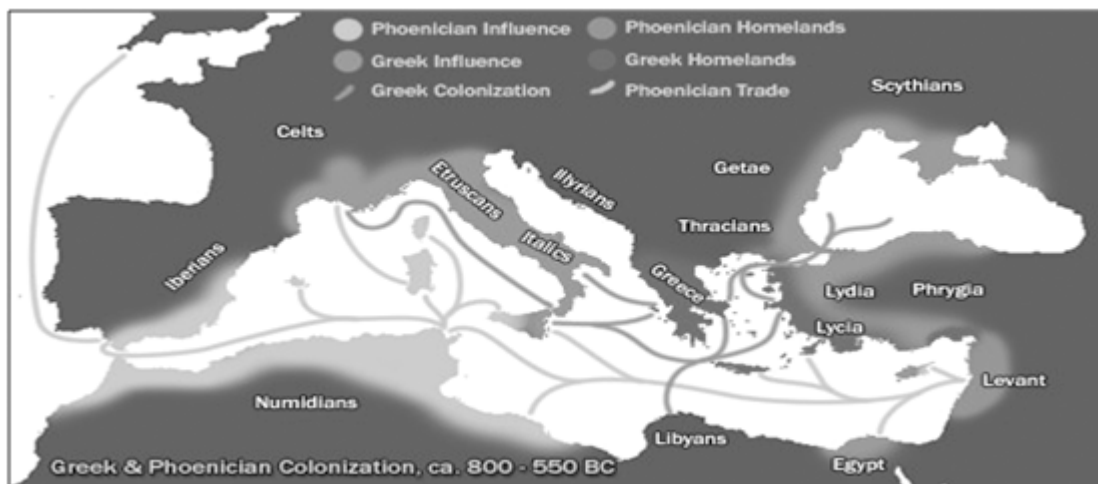 Phoenician Influence
Phoenician Homelands
Greek Influence
Greek Homelands
Greek Colonization
Phoenician Trade
Scythians
Celts
Getae
Illyrians
Etruscans
Thracians
Italics
Iberians
Greece
Lydia
Phrygia
Lycia
Levant
Numidians
Libyans
Egypt
Greek & Phoenician Colonization, ca. 800 - 550 BC